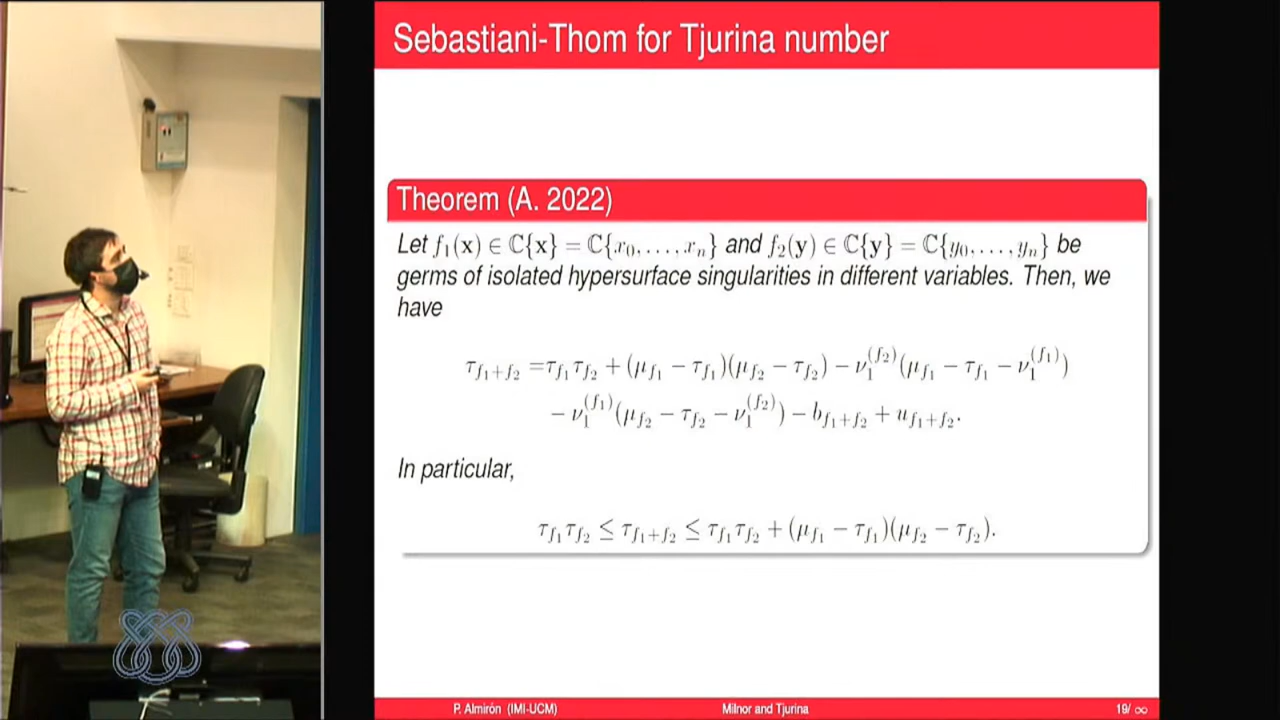 Sebastiani-Thom for Tjurina number
Theorem (A. 2022)
Let f₁(x) ∈ ℂ{x} = ℂ{x₀, . . . , xₙ} and f₂(y) ∈ ℂ{y} = ℂ{y₀, . . . , yₙ} be
germs of isolated hypersurface singularities in different variables. Then, we
have
τ_{f₁+f₂} =τ_{f₁}τ_{f₂} + (μ_{f₁} − τ_{f₁})(μ_{f₂} − τ_{f₂}) − ν₁^{(f₂)}(μ_{f₁} − τ_{f₁} − ν₁^{(f₁)})
− ν₁^{(f₁)}(μ_{f₂} − τ_{f₂} − ν₁^{(f₂)}) − b_{f₁+f₂} + u_{f₁+f₂}.
In particular,
τ_{f₁}τ_{f₂} ≤ τ_{f₁+f₂} ≤ τ_{f₁}τ_{f₂} + (μ_{f₁} − τ_{f₁})(μ_{f₂} − τ_{f₂}).
P. Almirón (IMI-UCM) Milnor and Tjurina 19/ ∞